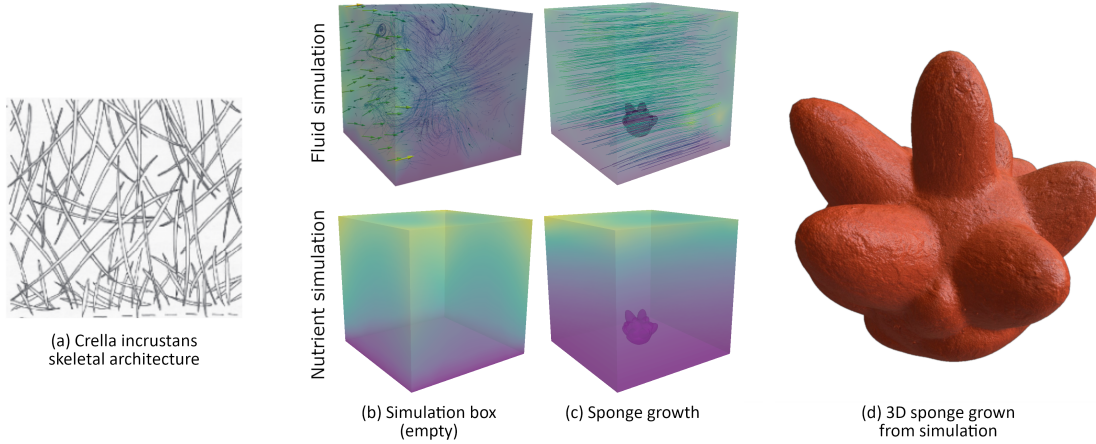 Fluid simulation
Nutrient simulation
(a) Crella incrustans
skeletal architecture
(b) Simulation box
(empty)
(c) Sponge growth
(d) 3D sponge grown
from simulation